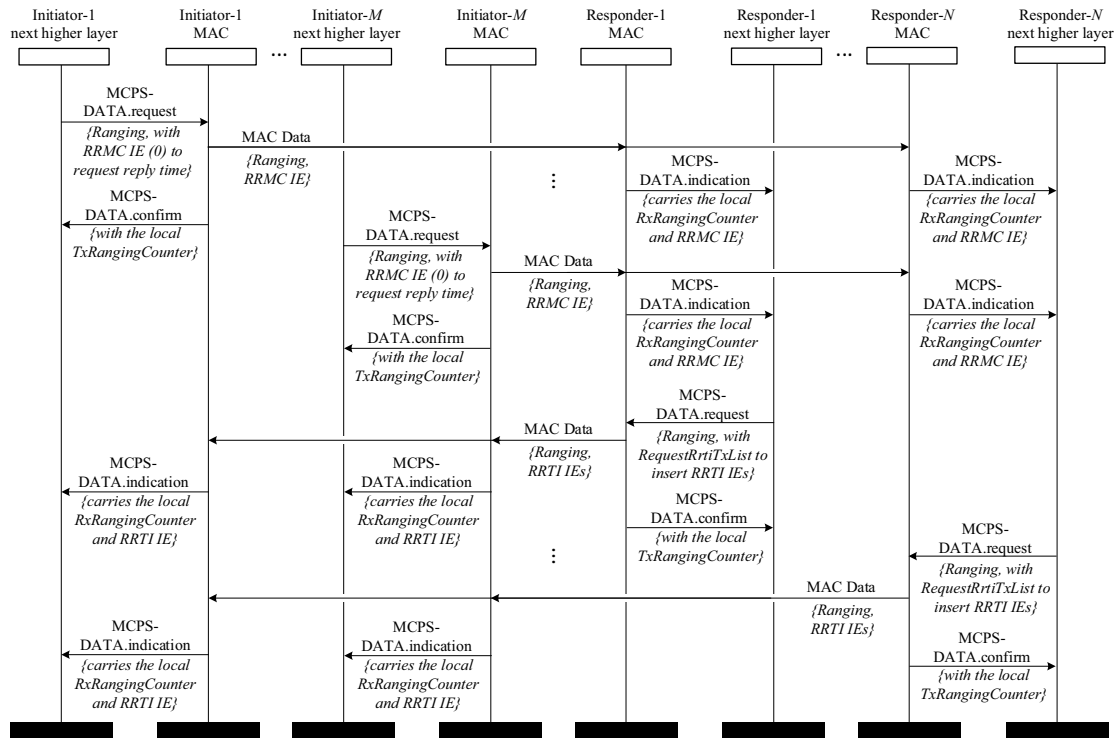 Initiator-1
next higher layer
Initiator-1
MAC
...
Initiator-M
next higher layer
Initiator-M
MAC
Responder-1
MAC
Responder-1
next higher layer
...
Responder-N
MAC
Responder-N
next higher layer
MCPS-
DATA.request
{Ranging, with
RRMC IE (0) to
request reply time}
MAC Data
{Ranging,
RRMC IE}
MCPS-
DATA.indication
{carries the local
RxRangingCounter
and RRMC IE}
MCPS-
DATA.indication
{carries the local
RxRangingCounter
and RRMC IE}
...
MCPS-
DATA.confirm
{with the local
TxRangingCounter}
MCPS-
DATA.request
{Ranging, with
RRMC IE (0) to
request reply time}
MAC Data
{Ranging,
RRMC IE}
MCPS-
DATA.indication
{carries the local
RxRangingCounter
and RRMC IE}
MCPS-
DATA.indication
{carries the local
RxRangingCounter
and RRMC IE}
MCPS-
DATA.confirm
{with the local
TxRangingCounter}
MCPS-
DATA.request
{Ranging, with
RequestRrtiTxList to
insert RRTI IEs}
MAC Data
{Ranging,
RRTI IEs}
MCPS-
DATA.indication
{carries the local
RxRangingCounter
and RRTI IE}
MCPS-
DATA.indication
{carries the local
RxRangingCounter
and RRTI IE}
MCPS-
DATA.confirm
{with the local
TxRangingCounter}
...
MCPS-
DATA.request
{Ranging, with
RequestRrtiTxList to
insert RRTI IEs}
MAC Data
{Ranging,
RRTI IEs}
MCPS-
DATA.indication
{carries the local
RxRangingCounter
and RRTI IE}
MCPS-
DATA.indication
{carries the local
RxRangingCounter
and RRTI IE}
MCPS-
DATA.confirm
{with the local
TxRangingCounter}